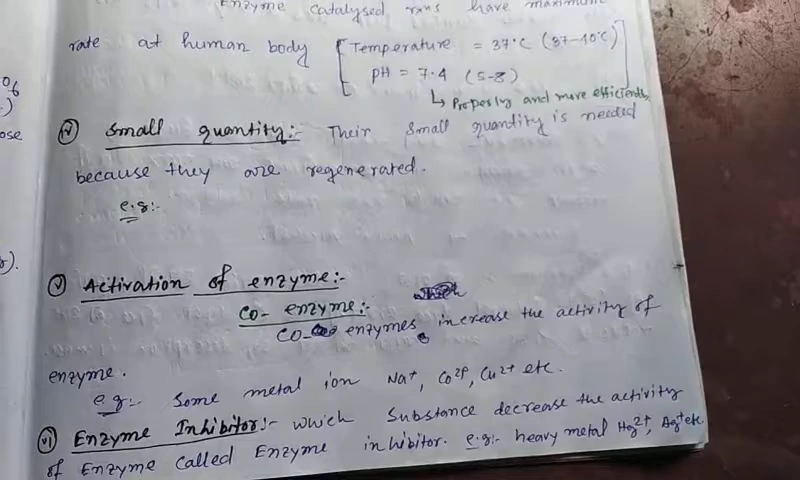 Enzyme catalysed rxns have maximum
rate at human body [ Temperature = 37°C (37-40°C)
pH = 7.4 (5-8) ]
↳ Properly and more efficiently
iv) Small quantity:- Their small quantity is needed
because they are regenerated.
e.g:-
v) Activation of enzyme:-
CO-enzyme:-
CO- enzymes increase the activity of
enzyme.
e.g:- Some metal ion Na⁺, Co²⁺, Cu²⁺ etc.
vi) Enzyme Inhibitor:- which substance decrease the activity
of Enzyme called Enzyme inhibitor. e.g:- heavy metal Hg²⁺, Ag⁺ etc